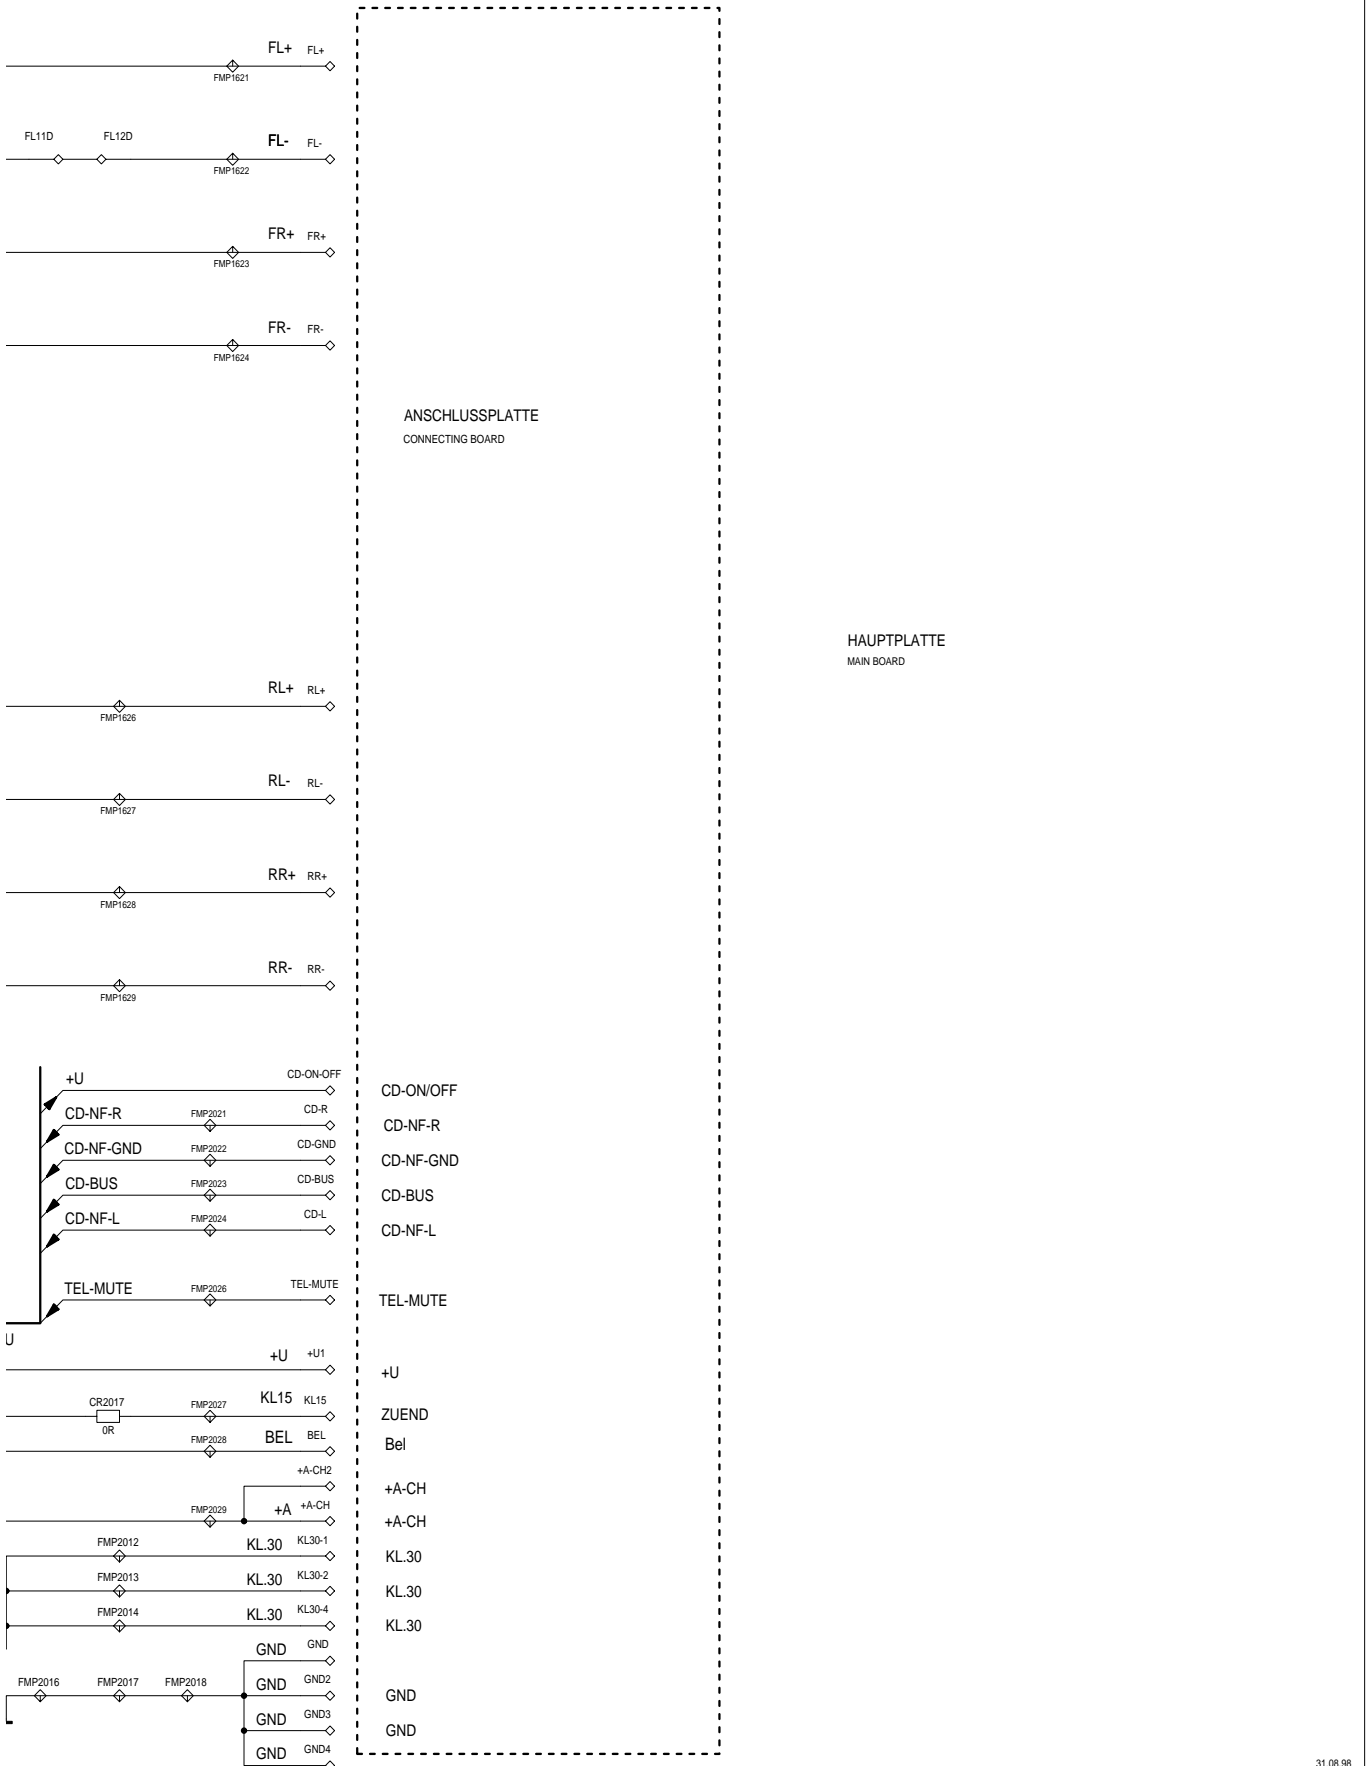 FL+ FL+
FMP1621
FL11D FL12D FL- FL-
FMP1622
FR+ FR+
FMP1623
FR- FR-
FMP1624
ANSCHLUSSPLATTE
CONNECTING BOARD
HAUPTPLATTE
MAIN BOARD
RL+ RL+
FMP1626
RL- RL-
FMP1627
RR+ RR+
FMP1628
RR- RR-
FMP1629
+U CD-ON-OFF CD-ON/OFF
CD-NF-R FMP2021 CD-R CD-NF-R
CD-NF-GND FMP2022 CD-GND CD-NF-GND
CD-BUS FMP2023 CD-BUS CD-BUS
CD-NF-L FMP2024 CD-L CD-NF-L
TEL-MUTE FMP2026 TEL-MUTE TEL-MUTE
U
+U +U1 +U
CR2017 FMP2027 KL15 KL15 ZUEND
0R
FMP2028 BEL BEL Bel
+A-CH2 +A-CH
FMP2029 +A +A-CH +A-CH
FMP2012 KL.30 KL30-1 KL.30
FMP2013 KL.30 KL30-2 KL.30
FMP2014 KL.30 KL30-4 KL.30
GND GND
FMP2016 FMP2017 FMP2018 GND GND2 GND
GND GND3 GND
GND GND4
31.08.98